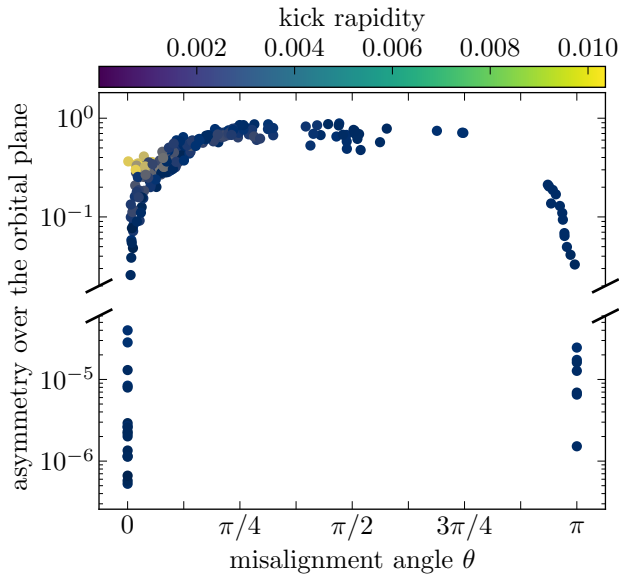 kick rapidity
0.002 0.004 0.006 0.008 0.010
asymmetry over the orbital plane
10⁰
10⁻¹
10⁻⁵
10⁻⁶
0 π/4 π/2 3π/4 π
misalignment angle θ